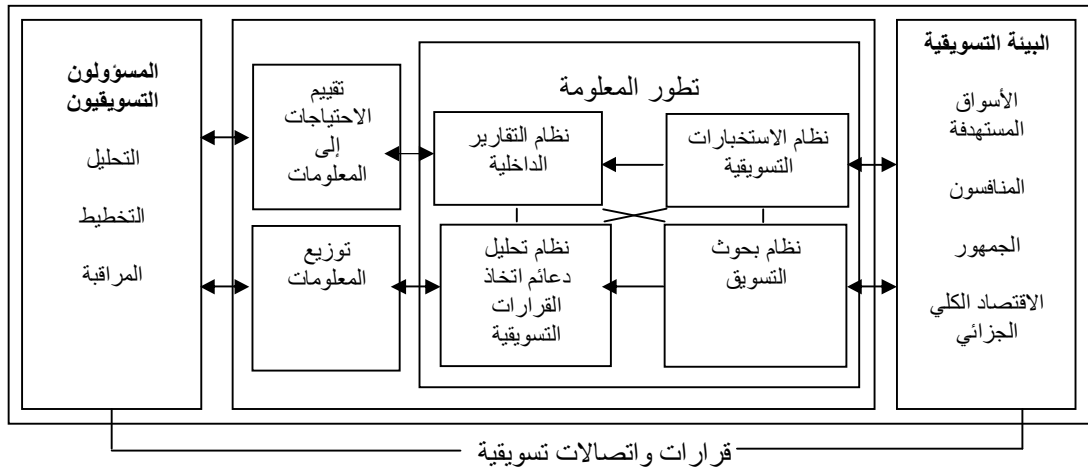 البيئة التسويقية
الأسواق
المستهدفة
المنافسون
الجمهور
الاقتصاد الكلي
الجزائي
تطور المعلومة
نظام الاستخبارات
التسويقية
نظام التقارير
الداخلية
نظام بحوث
التسويق
نظام تحليل
دعائم اتخاذ
القرارات
التسويقية
تقييم
الاحتياجات
إلى
المعلومات
توزيع
المعلومات
المسؤولون
التسويقيون
التحليل
التخطيط
المراقبة
قرارات واتصالات تسويقية